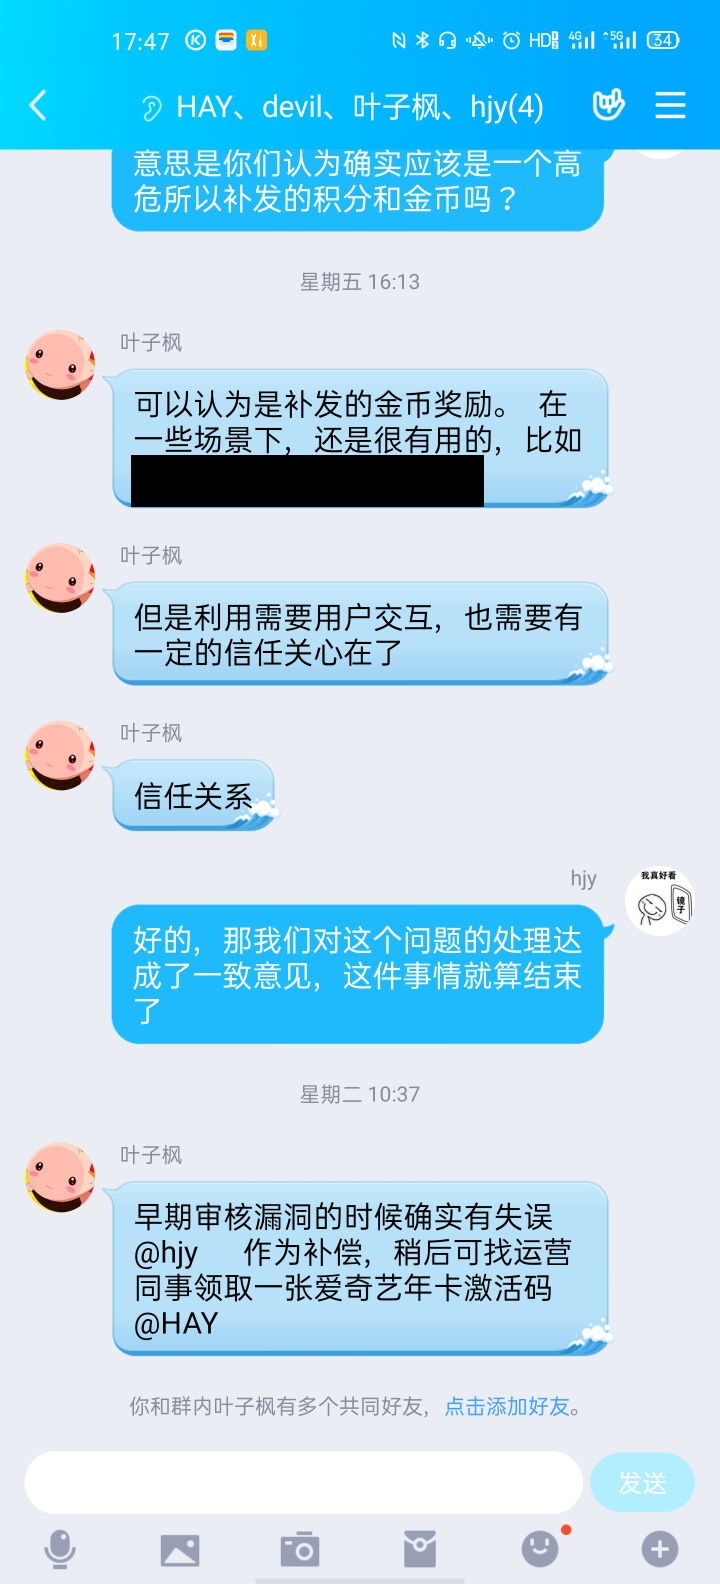 17:47
HD 4G 5G 34
HAY、devil、叶子枫、hjy(4)
意思是你们认为确实应该是一个高
危所以补发的积分和金币吗？
星期五 16:13
叶子枫
可以认为是补发的金币奖励。 在
一些场景下，还是很有用的，比如
叶子枫
但是利用需要用户交互，也需要有
一定的信任关心在了
叶子枫
信任关系
hjy
我真好看
镜子
好的，那我们对这个问题的处理达
成了一致意见，这件事情就算结束
了
星期二 10:37
叶子枫
早期审核漏洞的时候确实有失误
@hjy 作为补偿，稍后可找运营
同事领取一张爱奇艺年卡激活码
@HAY
你和群内叶子枫有多个共同好友，点击添加好友。
发送